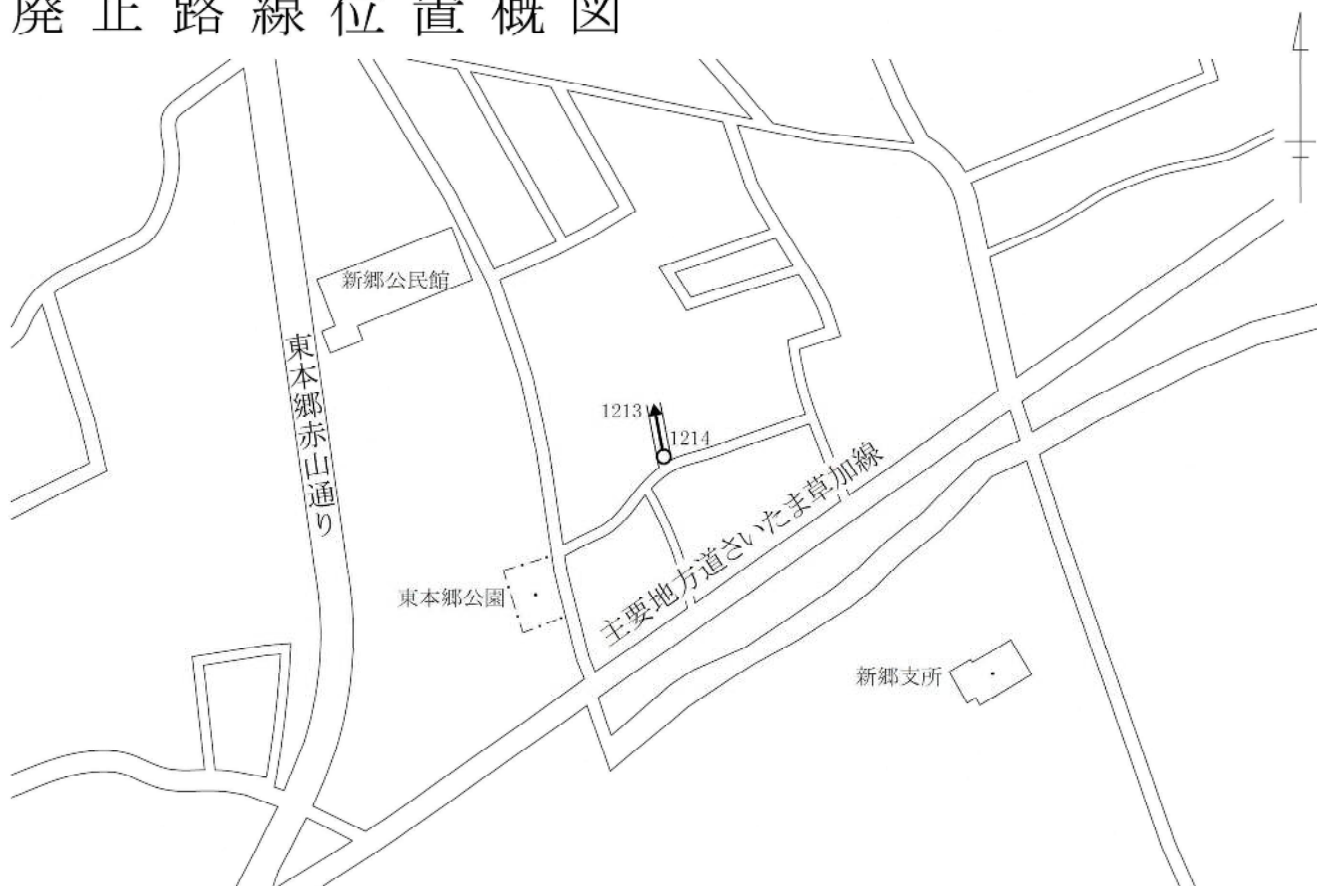 廃止路線位置概図
新郷公民館
東本郷赤山通り
1213
1214
主要地方道さいたま草加線
東本郷公園
新郷支所